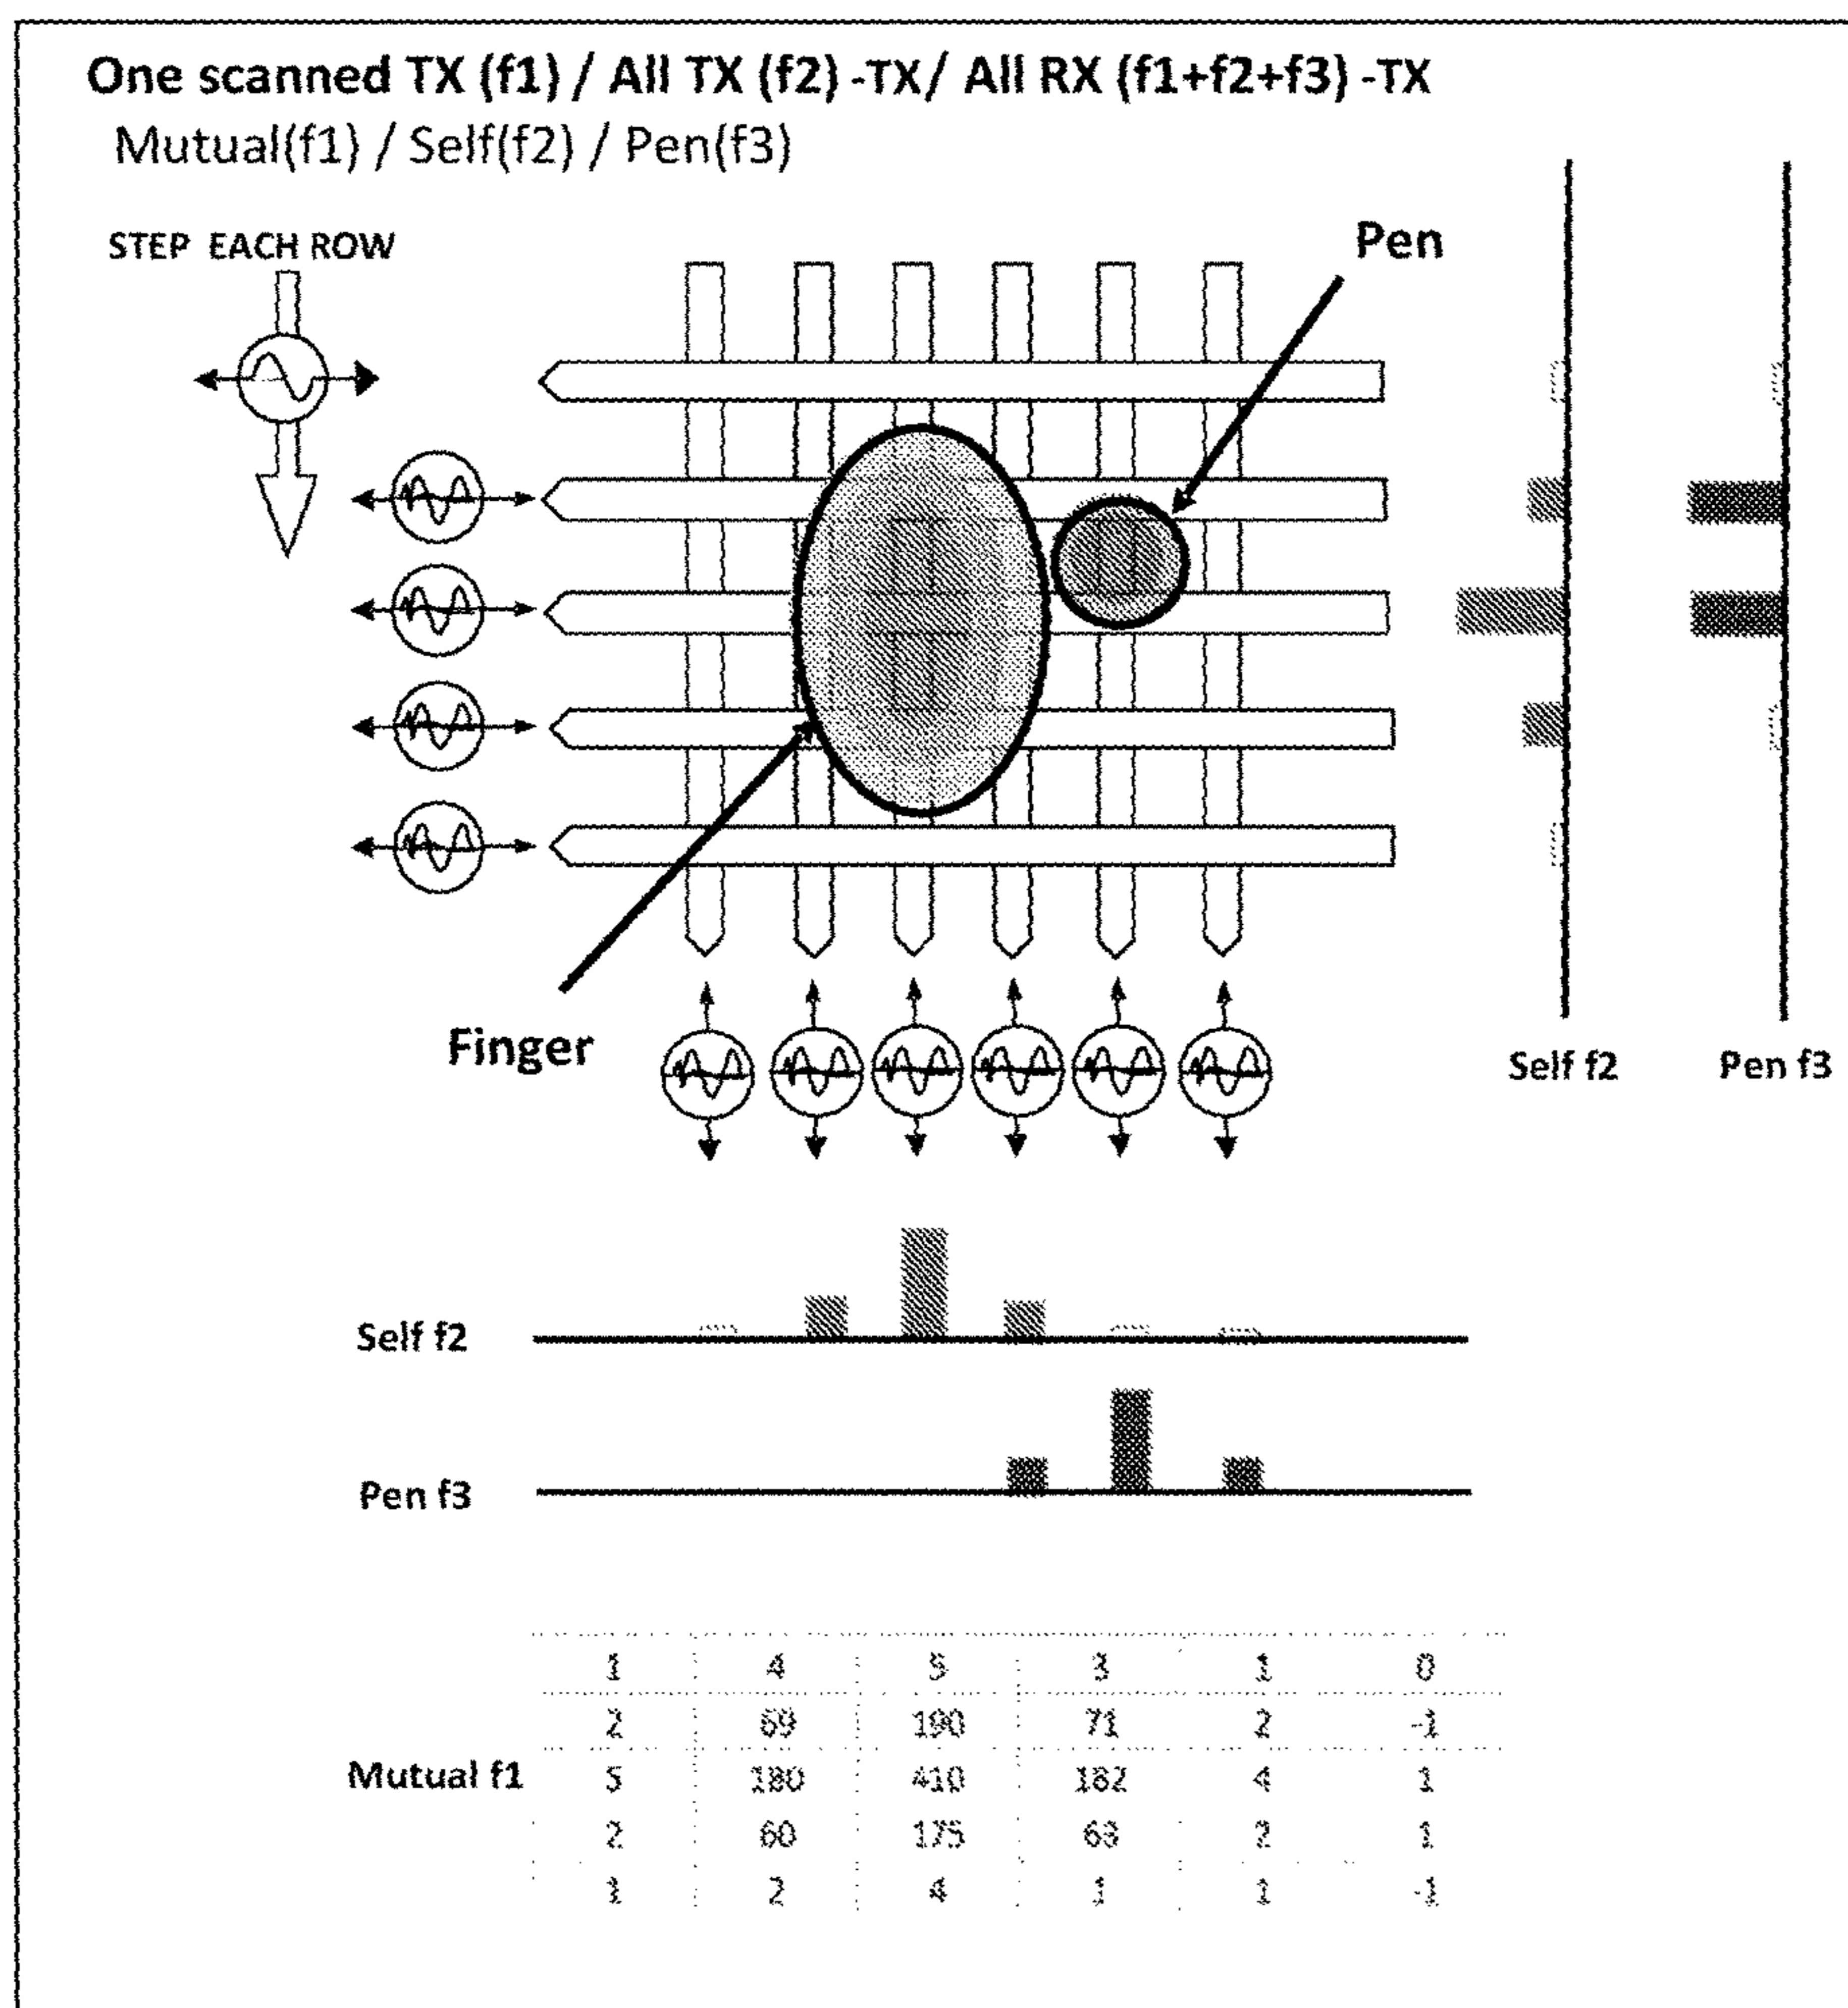 One scanned TX (f1) / All TX (f2) -TX/ All RX (f1+f2+f3) -TX
Mutual(f1) / Self(f2) / Pen(f3)
STEP EACH ROW
Pen
Finger
Self f2
Pen f3
Self f2
Pen f3
Mutual f1
1 4 5 3 1 0
2 69 190 71 2 -1
5 180 410 182 4 1
2 60 175 68 2 1
1 2 4 1 1 -1